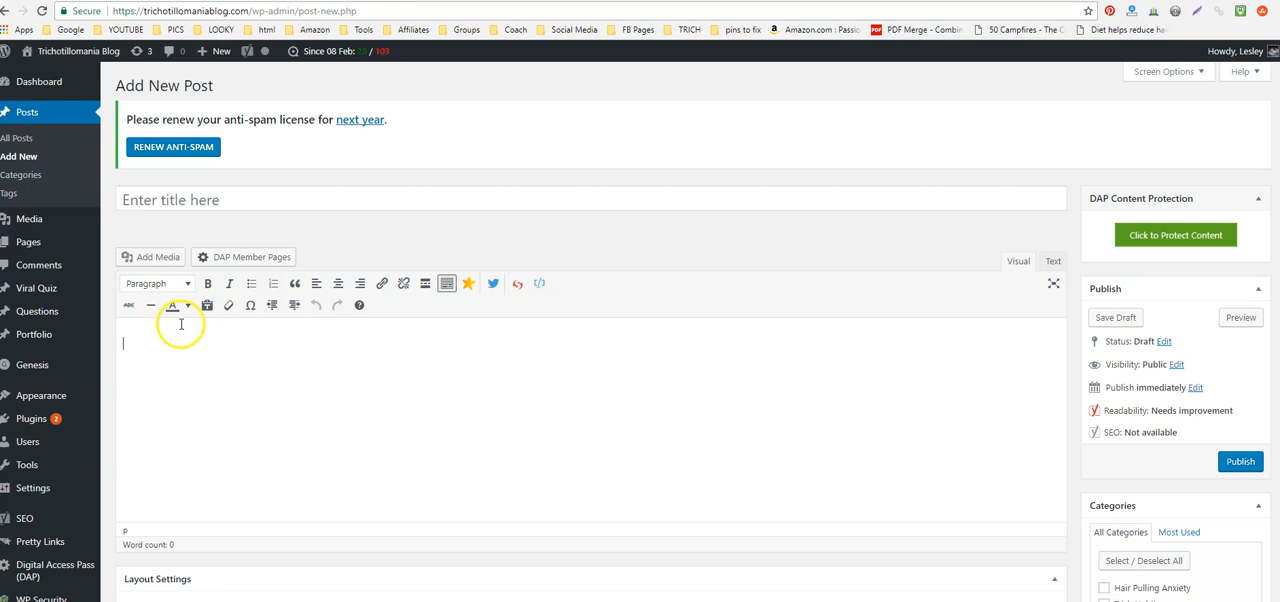 Secure https://trichotillomaniablog.com/wp-admin/post-new.php
Apps Google YOUTUBE PICS LOOKY html Amazon Tools Affiliates Groups Coach Social Media FB Pages TRICH pins to fix Amazon.com : Passio PDF Merge - Combin 50 Campfires - The C Diet helps reduce ha
Trichotillomania Blog 3 0 New Since 08 Feb: / 103 Howdy, Lesley
Screen Options Help
Dashboard
Posts
All Posts
Add New
Categories
Tags
Media
Pages
Comments
Viral Quiz
Questions
Portfolio
Genesis
Appearance
Plugins 2
Users
Tools
Settings
SEO
Pretty Links
Digital Access Pass
(DAP)
WP Security
Add New Post
Please renew your anti-spam license for next year.
RENEW ANTI-SPAM
Enter title here
Add Media DAP Member Pages
Visual Text
Paragraph B I
ABC A Ω
p
Word count: 0
Layout Settings
DAP Content Protection
Click to Protect Content
Publish
Save Draft Preview
Status: Draft Edit
Visibility: Public Edit
Publish immediately Edit
Readability: Needs improvement
SEO: Not available
Publish
Categories
All Categories Most Used
Select / Deselect All
Hair Pulling Anxiety